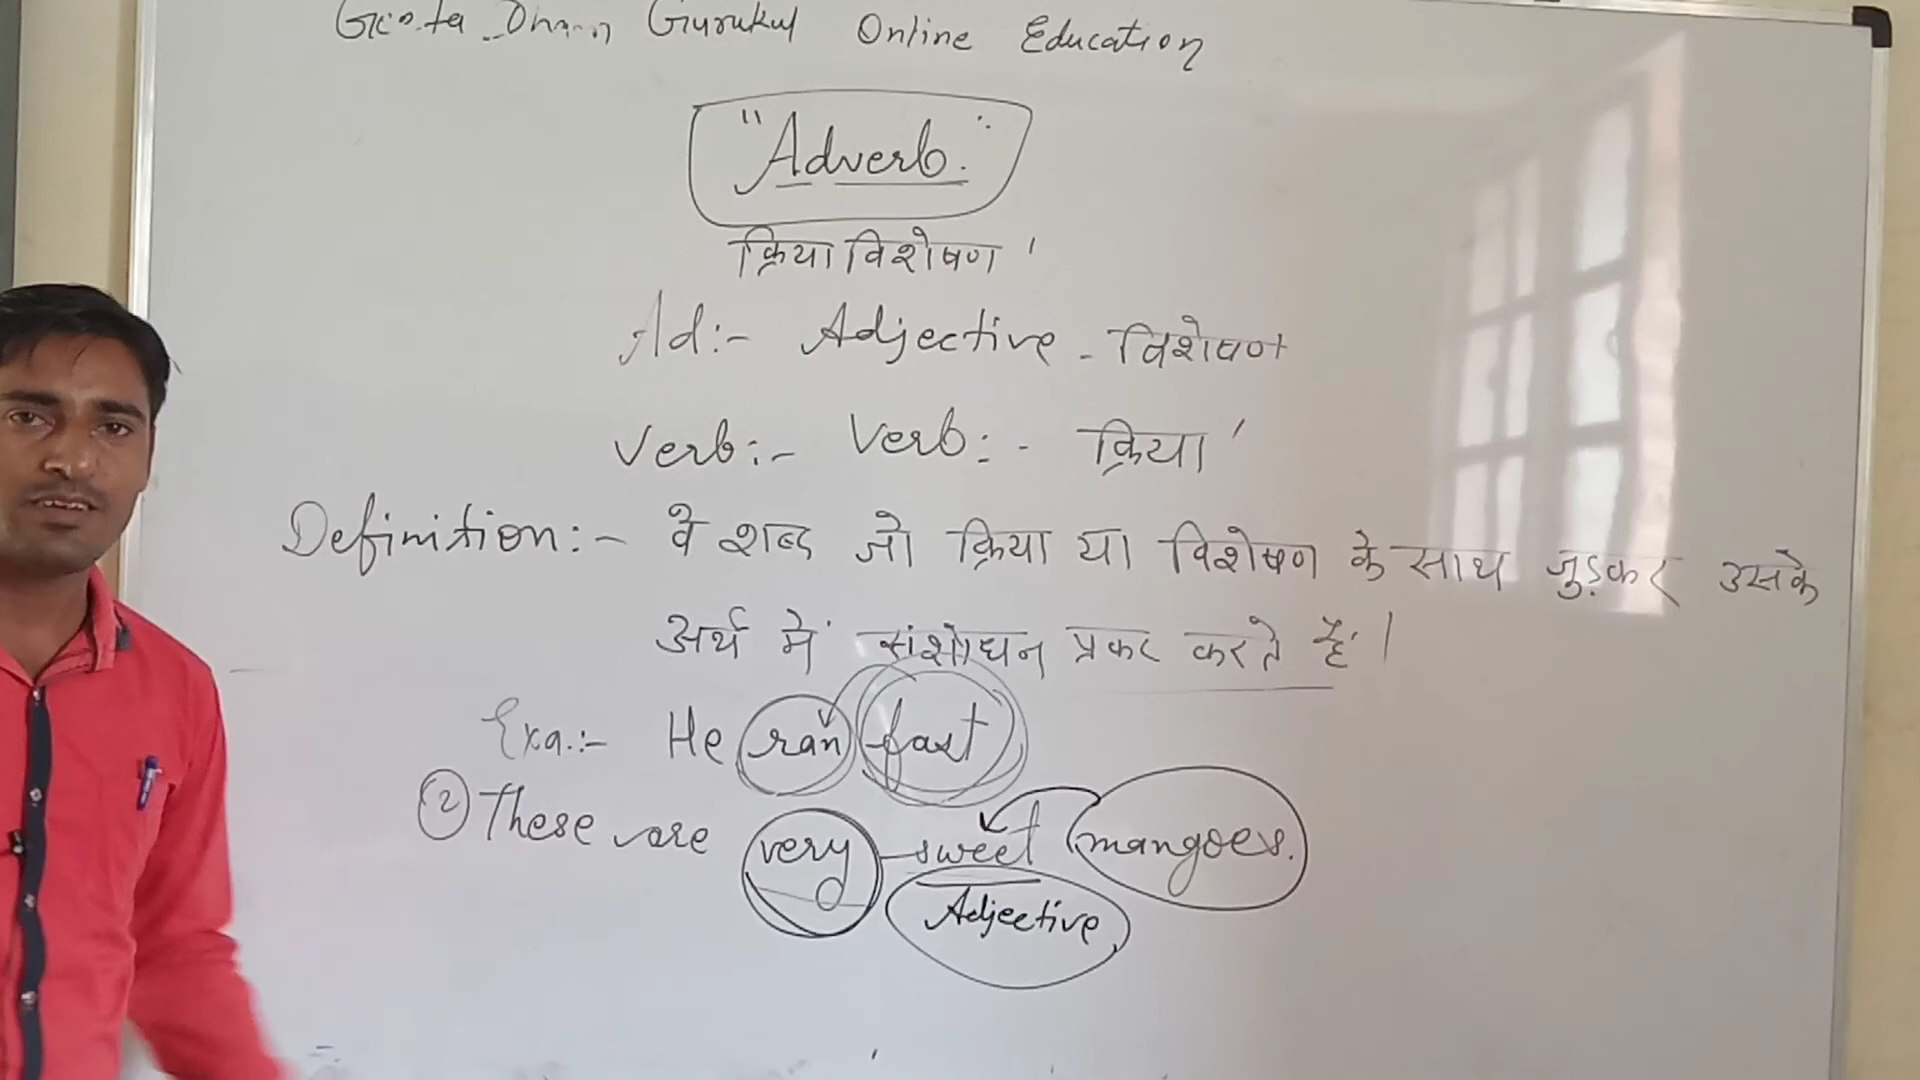 Gurukul Online Education
"Adverb."
क्रिया विशेषण '
Ad:- Adjective - विशेषण
Verb:- Verb:- क्रिया '
Definition:- वे शब्द जो क्रिया या विशेषण के साथ जुड़कर उसके
अर्थ में संशोधन प्रकट करते हैं।
Exa.:- He ran fast
② These are very sweet mangoes.
Adjective